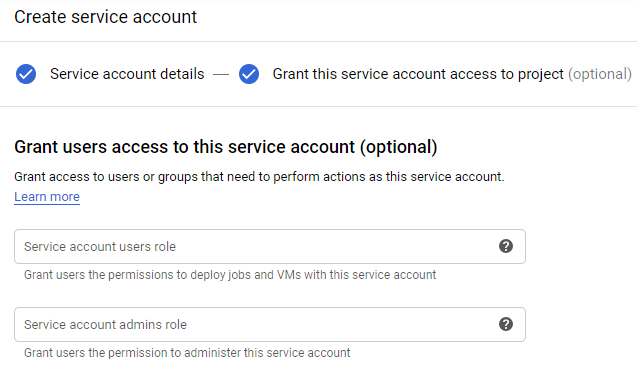 Create service account
Service account details — Grant this service account access to project (optional)
Grant users access to this service account (optional)
Grant access to users or groups that need to perform actions as this service account.
Learn more
Service account users role ?
Grant users the permissions to deploy jobs and VMs with this service account
Service account admins role ?
Grant users the permission to administer this service account